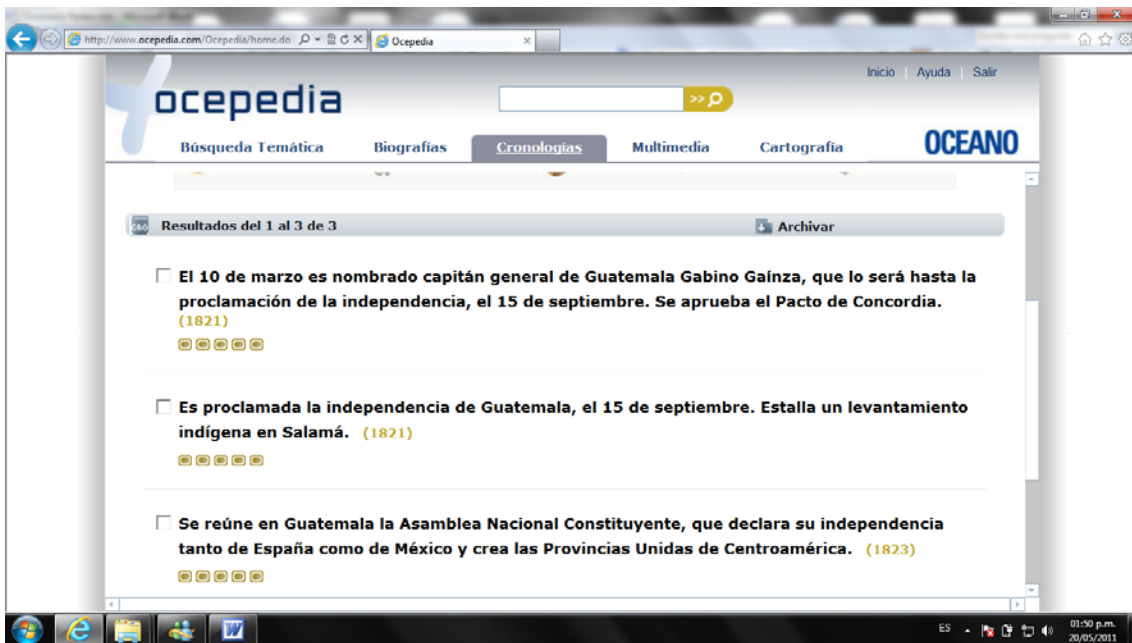 http://www.ocepedia.com/Ocepedia/home.do
Ocepedia
Inicio | Ayuda | Salir
ocepedia
>>
Búsqueda Temática Biografías Cronologías Multimedia Cartografía OCEANO
Resultados del 1 al 3 de 3 Archivar
El 10 de marzo es nombrado capitán general de Guatemala Gabino Gaínza, que lo será hasta la
proclamación de la independencia, el 15 de septiembre. Se aprueba el Pacto de Concordia.
(1821)
Es proclamada la independencia de Guatemala, el 15 de septiembre. Estalla un levantamiento
indígena en Salamá. (1821)
Se reúne en Guatemala la Asamblea Nacional Constituyente, que declara su independencia
tanto de España como de México y crea las Provincias Unidas de Centroamérica. (1823)
ES 01:50 p.m.
20/05/2011